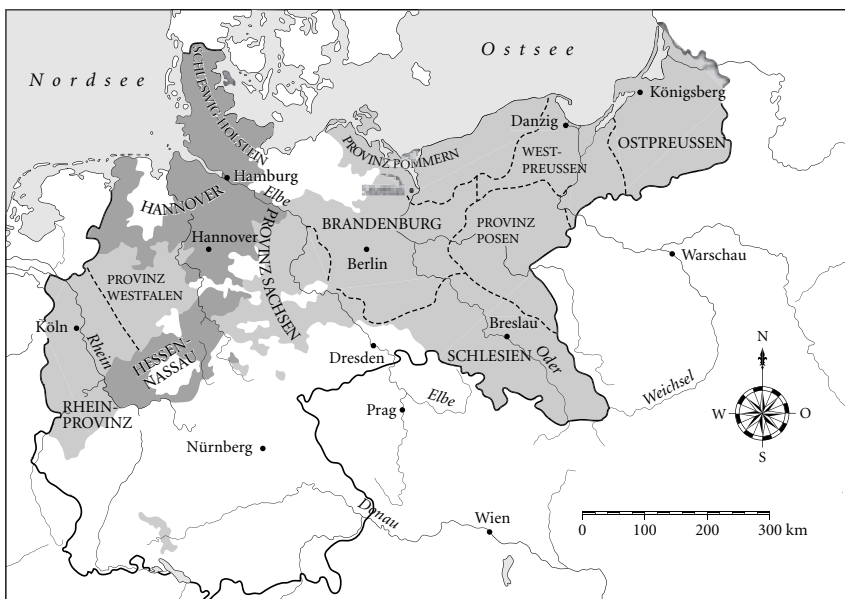 Ostsee
Nordsee
SCHLESWIG-HOLSTEIN
Königsberg
Danzig
OSTPREUSSEN
WEST-
PREUSSEN
PROVINZ POMMERN
Hamburg
Elbe
HANNOVER
Hannover
BRANDENBURG
Berlin
PROVINZ
POSEN
PROVINZ SACHSEN
Warschau
PROVINZ
WESTFALEN
Köln
Rhein
HESSEN-
NASSAU
Breslau
Dresden
SCHLESIEN
Oder
Weichsel
RHEIN-
PROVINZ
Prag
Elbe
Nürnberg
Donau
Wien
N
W
O
S
0 100 200 300 km